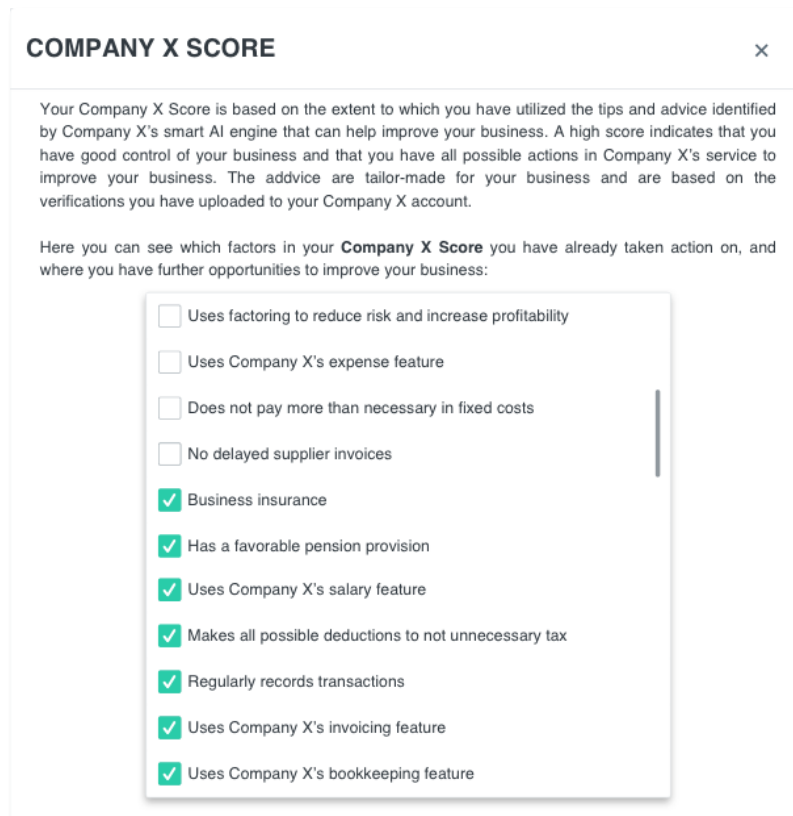 COMPANY X SCORE
Your Company X Score is based on the extent to which you have utilized the tips and advice identified
by Company X's smart AI engine that can help improve your business. A high score indicates that you
have good control of your business and that you have all possible actions in Company X's service to
improve your business. The addvice are tailor-made for your business and are based on the
verifications you have uploaded to your Company X account.
Here you can see which factors in your Company X Score you have already taken action on, and
where you have further opportunities to improve your business:
Uses factoring to reduce risk and increase profitability
Uses Company X's expense feature
Does not pay more than necessary in fixed costs
No delayed supplier invoices
Business insurance
Has a favorable pension provision
Uses Company X's salary feature
Makes all possible deductions to not unnecessary tax
Regularly records transactions
Uses Company X's invoicing feature
Uses Company X's bookkeeping feature